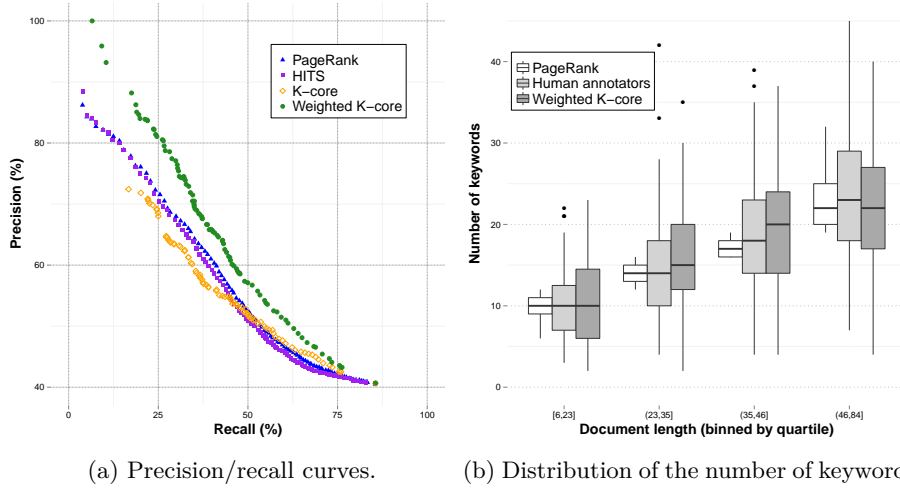 100
80
60
40
Precision (%)
0
25
50
75
100
Recall (%)
PageRank
HITS
K−core
Weighted K−core
(a) Precision/recall curves.
40
30
20
10
0
Number of keywords
PageRank
Human annotators
Weighted K−core
[6,23]
(23,35]
(35,46]
(46,84]
Document length (binned by quartile)
(b) Distribution of the number of keyword